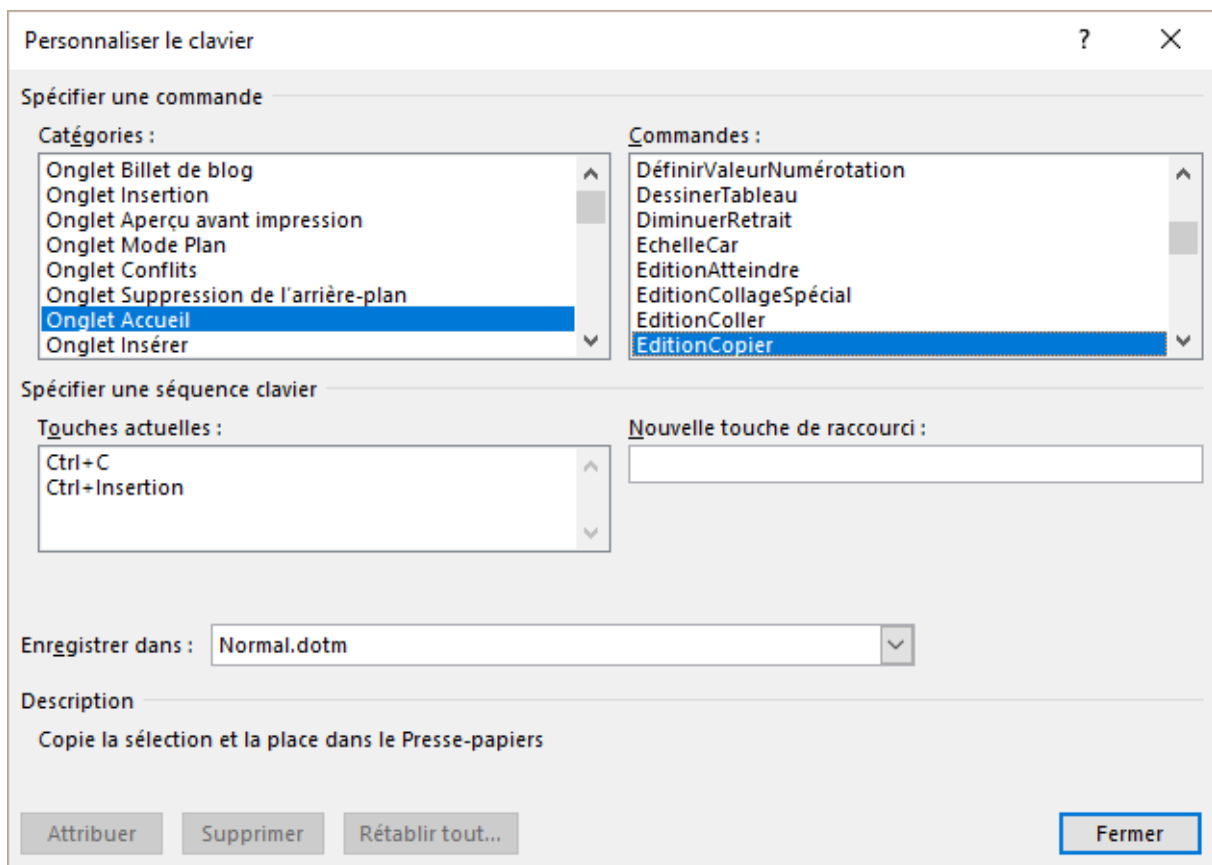 Personnaliser le clavier ?
Spécifier une commande
Catégories : Commandes :
Onglet Billet de blog
Onglet Insertion
Onglet Aperçu avant impression
Onglet Mode Plan
Onglet Conflits
Onglet Suppression de l'arrière-plan
Onglet Accueil
Onglet Insérer
DéfinirValeurNumérotation
DessinerTableau
DiminuerRetrait
EchelleCar
EditionAtteindre
EditionCollageSpécial
EditionColler
EditionCopier
Spécifier une séquence clavier
Touches actuelles : Nouvelle touche de raccourci :
Ctrl+C
Ctrl+Insertion
Enregistrer dans : Normal.dotm
Description
Copie la sélection et la place dans le Presse-papiers
Attribuer Supprimer Rétablir tout... Fermer